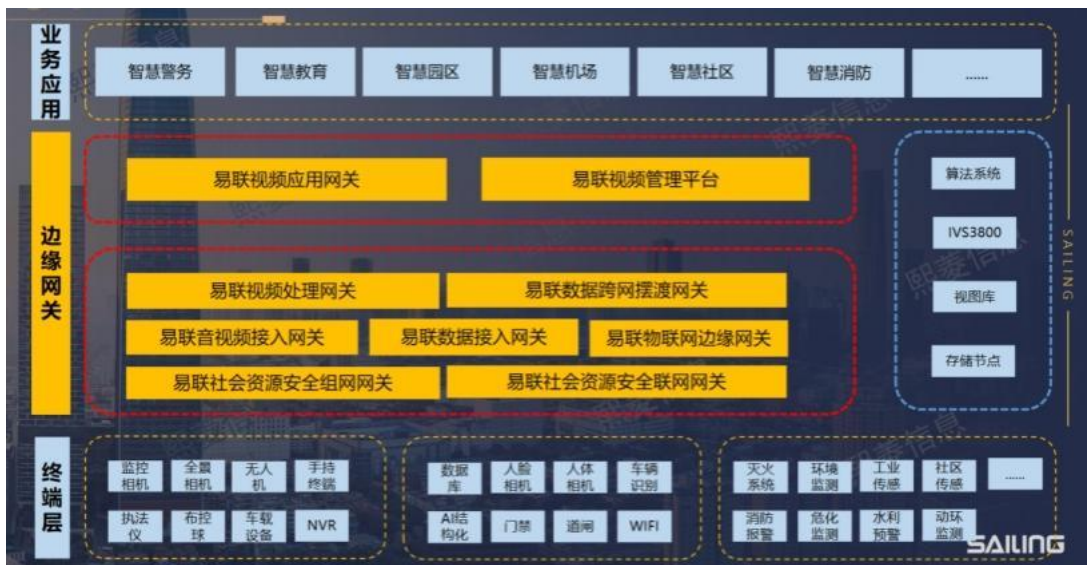 业务应用
智慧警务
智慧教育
智慧园区
智慧机场
智慧社区
智慧消防
......
边缘网关
易联视频应用网关
易联视频管理平台
易联视频处理网关
易联数据跨网摆渡网关
易联音视频接入网关
易联数据接入网关
易联物联网边缘网关
易联社会资源安全组网网关
易联社会资源安全联网网关
算法系统
IVS3800
视图库
存储节点
SAILING
终端层
监控
相机
全景
相机
无人
机
手持
终端
执法
仪
布控
球
车载
设备
NVR
数据
库
人脸
相机
人体
相机
车辆
识别
AI结
构化
门禁
道闸
WIFI
灭火
系统
环境
监测
工业
传感
社区
传感
......
消防
报警
危化
监测
水利
预警
动环
监测
SAILING
熙菱信息